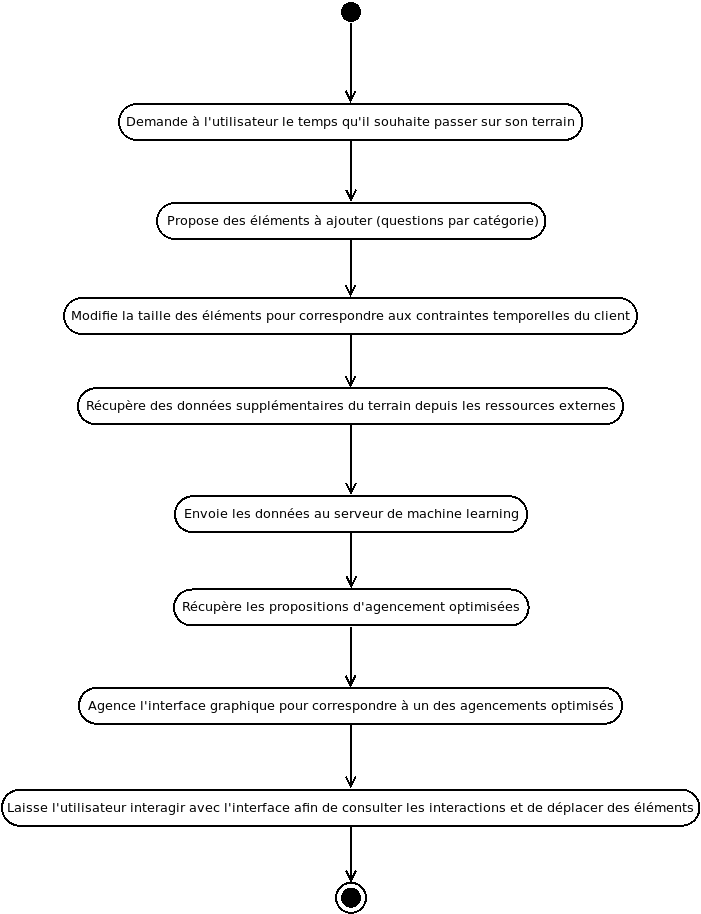 Demande à l'utilisateur le temps qu'il souhaite passer sur son terrain
Propose des éléments à ajouter (questions par catégorie)
Modifie la taille des éléments pour correspondre aux contraintes temporelles du client
Récupère des données supplémentaires du terrain depuis les ressources externes
Envoie les données au serveur de machine learning
Récupère les propositions d'agencement optimisées
Agence l'interface graphique pour correspondre à un des agencements optimisés
Laisse l'utilisateur interagir avec l'interface afin de consulter les interactions et de déplacer des éléments